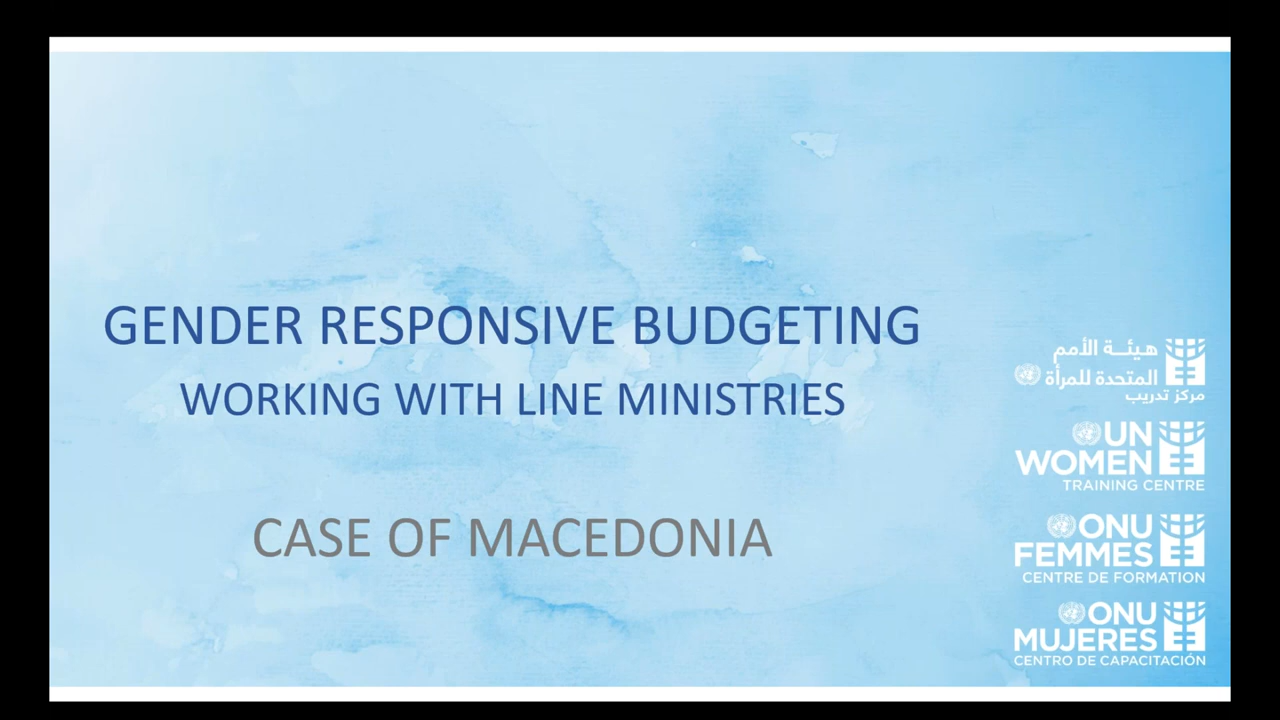 GENDER RESPONSIVE BUDGETING
WORKING WITH LINE MINISTRIES
CASE OF MACEDONIA
هيئــة الأمم
المتحدة للمرأة
مركز تدريب
UN
WOMEN
TRAINING CENTRE
ONU
FEMMES
CENTRE DE FORMATION
ONU
MUJERES
CENTRO DE CAPACITACIÓN